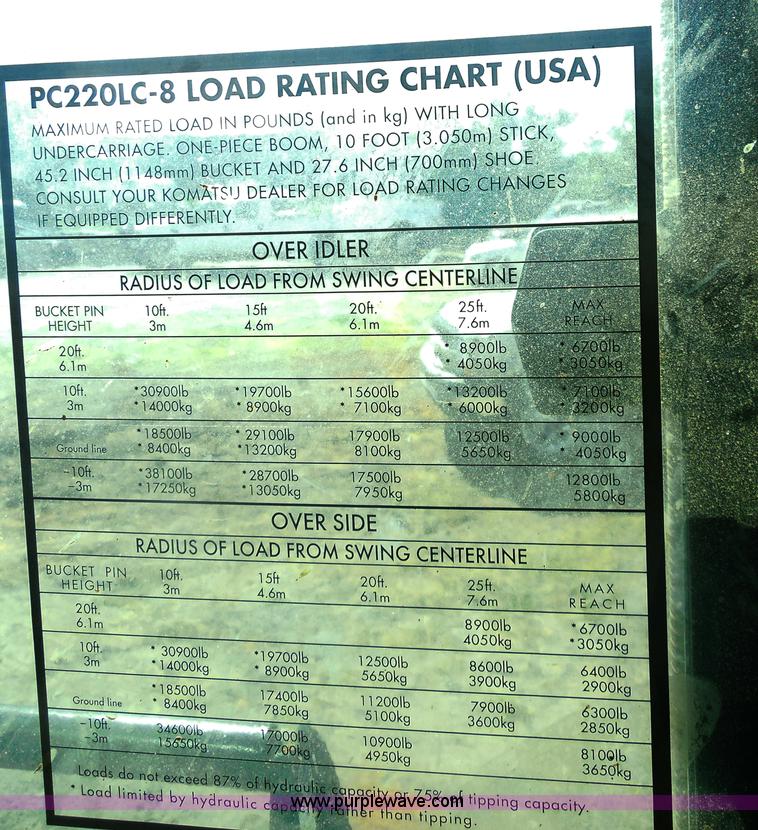 PC220LC-8 LOAD RATING CHART (USA)
MAXIMUM RATED LOAD IN POUNDS (and in kg) WITH LONG
UNDERCARRIAGE. ONE-PIECE BOOM, 10 FOOT (3.050m) STICK,
45.2 INCH (1148mm) BUCKET AND 27.6 INCH (700mm) SHOE.
CONSULT YOUR KOMATSU DEALER FOR LOAD RATING CHANGES
IF EQUIPPED DIFFERENTLY.
OVER IDLER
RADIUS OF LOAD FROM SWING CENTERLINE
BUCKET PIN 10ft. 15ft 20ft. 25ft. MAX
HEIGHT 3m 4.6m 6.1m 7.6m REACH
20ft. * 8900lb * 6700lb
6.1m * 4050kg * 3050kg
10ft. *30900lb *19700lb *15600lb *13200lb * 7100lb
3m *14000kg * 8900kg * 7100kg * 6000kg * 3200kg
*18500lb *29100lb 17900lb 12500lb * 9000lb
Ground line * 8400kg *13200kg 8100kg 5650kg * 4050kg
-10ft. *38100lb *28700lb 17500lb 12800lb
-3m *17250kg *13050kg 7950kg 5800kg
OVER SIDE
RADIUS OF LOAD FROM SWING CENTERLINE
BUCKET PIN 10ft. 15ft 20ft. 25ft. MAX
HEIGHT 3m 4.6m 6.1m 7.6m REACH
20ft. 8900lb *6700lb
6.1m 4050kg *3050kg
10ft. * 30900lb *19700lb 12500lb 8600lb 6400lb
3m * 14000kg * 8900kg 5650kg 3900kg 2900kg
*18500lb 17400lb 11200lb 7900lb 6300lb
Ground line * 8400kg 7850kg 5100kg 3600kg 2850kg
-10ft. 34600lb 17000lb 10900lb 8100lb
-3m 15650kg 7700kg 4950kg 3650kg
Loads do not exceed 87% of hydraulic capacity or 75% of tipping capacity.
* Load limited by hydraulic capacity rather than tipping.
www.purplewave.com